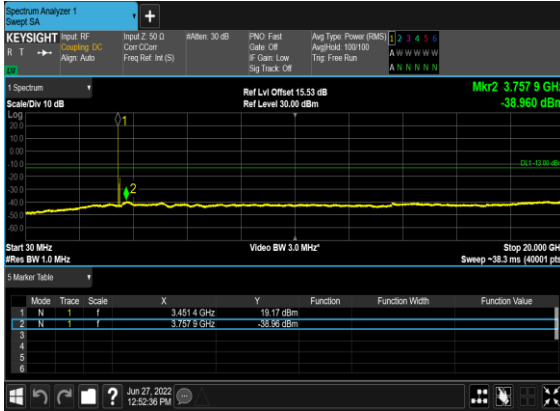 Spectrum Analyzer 1
Swept SA
+
KEYSIGHT Input: RF Input Z: 50 Ω #Atten: 30 dB PNO: Fast Avg Type: Power (RMS) 1 2 3 4 5 6
R T Coupling: DC Corr CCorr Gate: Off Avg|Hold: 100/100 A W W W W W
Align: Auto Freq Ref: Int (S) IF Gain: Low Trig: Free Run
Sig Track: Off A N N N N N
1 Spectrum Ref Lvl Offset 15.53 dB Mkr2 3.757 9 GHz
Scale/Div 10 dB Ref Level 30.00 dBm -38.960 dBm
Log
20.0 1
10.0
0.00
-10.0 DL1 -13.00 dBm
-20.0
-30.0 2
-40.0
-50.0
-60.0
Start 30 MHz Video BW 3.0 MHz* Stop 20.000 GHz
#Res BW 1.0 MHz Sweep ~38.3 ms (40001 pts)
5 Marker Table
Mode Trace Scale X Y Function Function Width Function Value
1 N 1 f 3.451 4 GHz 19.17 dBm
2 N 1 f 3.757 9 GHz -38.96 dBm
3
4
5
6
? Jun 27, 2022
12:52:36 PM